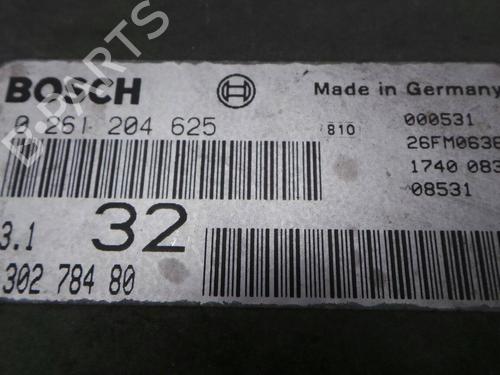 BOSCH
Made in Germany
0 261 204 625
810
000531
26FM0636
1740 083
08531
3.1 32
302 784 80
B-PARTS